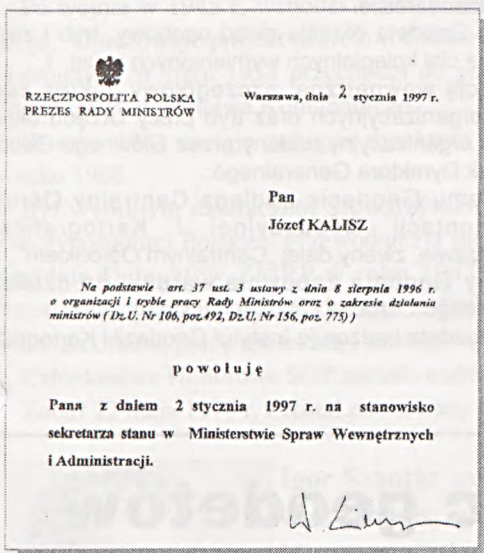 RZECZPOSPOLITA POLSKA
PREZES RADY MINISTRÓW
Warszawa, dnia 2 stycznia 1997 r.
Pan
Józef KALISZ
Na podstawie art. 37 ust. 3 ustawy z dnia 8 sierpnia 1996 r.
o organizacji i trybie pracy Rady Ministrów oraz o zakresie działania
ministrów ( Dz.U. Nr 106, poz.492, Dz.U. Nr 156, poz. 775) )
powołuję
Pana z dniem 2 stycznia 1997 r. na stanowisko
sekretarza stanu w Ministerstwie Spraw Wewnętrznych
i Administracji.